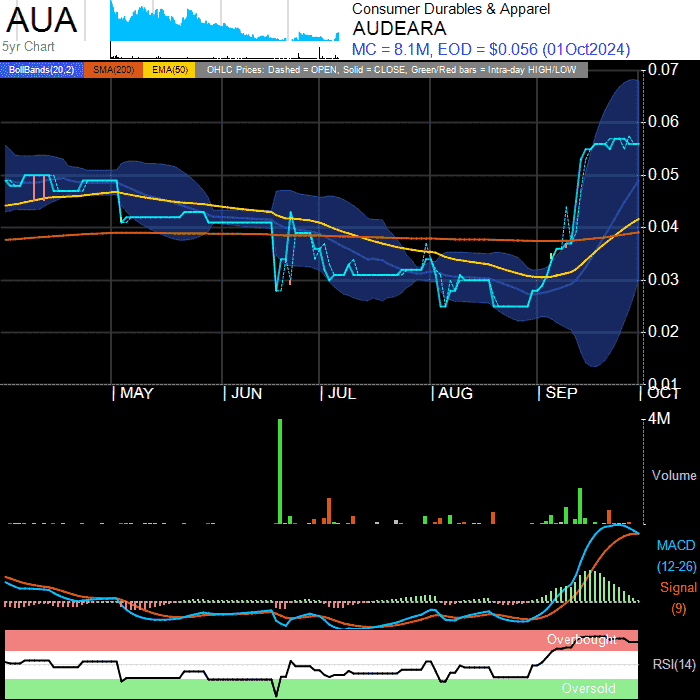 AUA
5yr Chart
Consumer Durables & Apparel
AUDEARA
MC = 8.1M, EOD = $0.056 (01Oct2024)
BollBands(20,2) SMA(200) EMA(50) OHLC Prices: Dashed = OPEN, Solid = CLOSE, Green/Red bars = Intra-day HIGH/LOW
0.07
0.06
0.05
0.04
0.03
0.02
0.01
MAY JUN JUL AUG SEP OCT
4M
Volume
MACD
(12-26)
Signal
(9)
Overbought
RSI(14)
Oversold